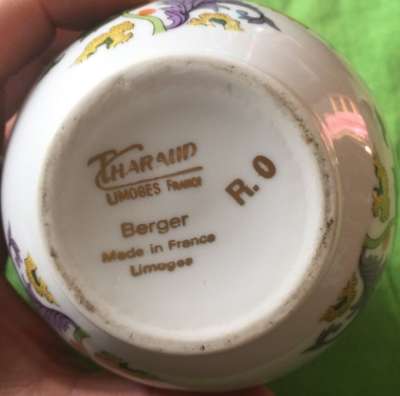 PHARAUD
LIMOGES FRANCE
R.O
Berger
Made in France
Limoges